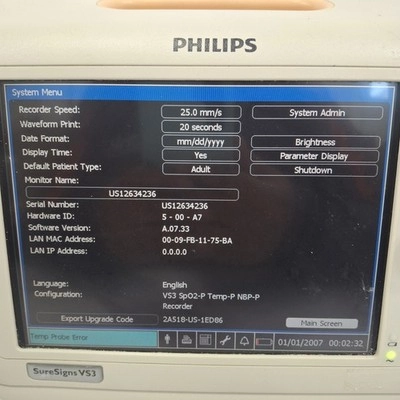 PHILIPS
System Menu
Recorder Speed: 25.0 mm/s System Admin
Waveform Print: 20 seconds
Date Format: mm/dd/yyyy Brightness
Display Time: Yes Parameter Display
Default Patient Type: Adult Shutdown
Monitor Name:
US12634236
Serial Number: US12634236
Hardware ID: 5 - 00 - A7
Software Version: A.07.33
LAN MAC Address: 00-09-FB-11-75-BA
LAN IP Address: 0.0.0.0
Language: English
Configuration: VS3 SpO2-P Temp-P NBP-P
Recorder
Export Upgrade Code 2A518-US-1ED86 Main Screen
Temp Probe Error 01/01/2007 00:02:32
SureSigns VS3